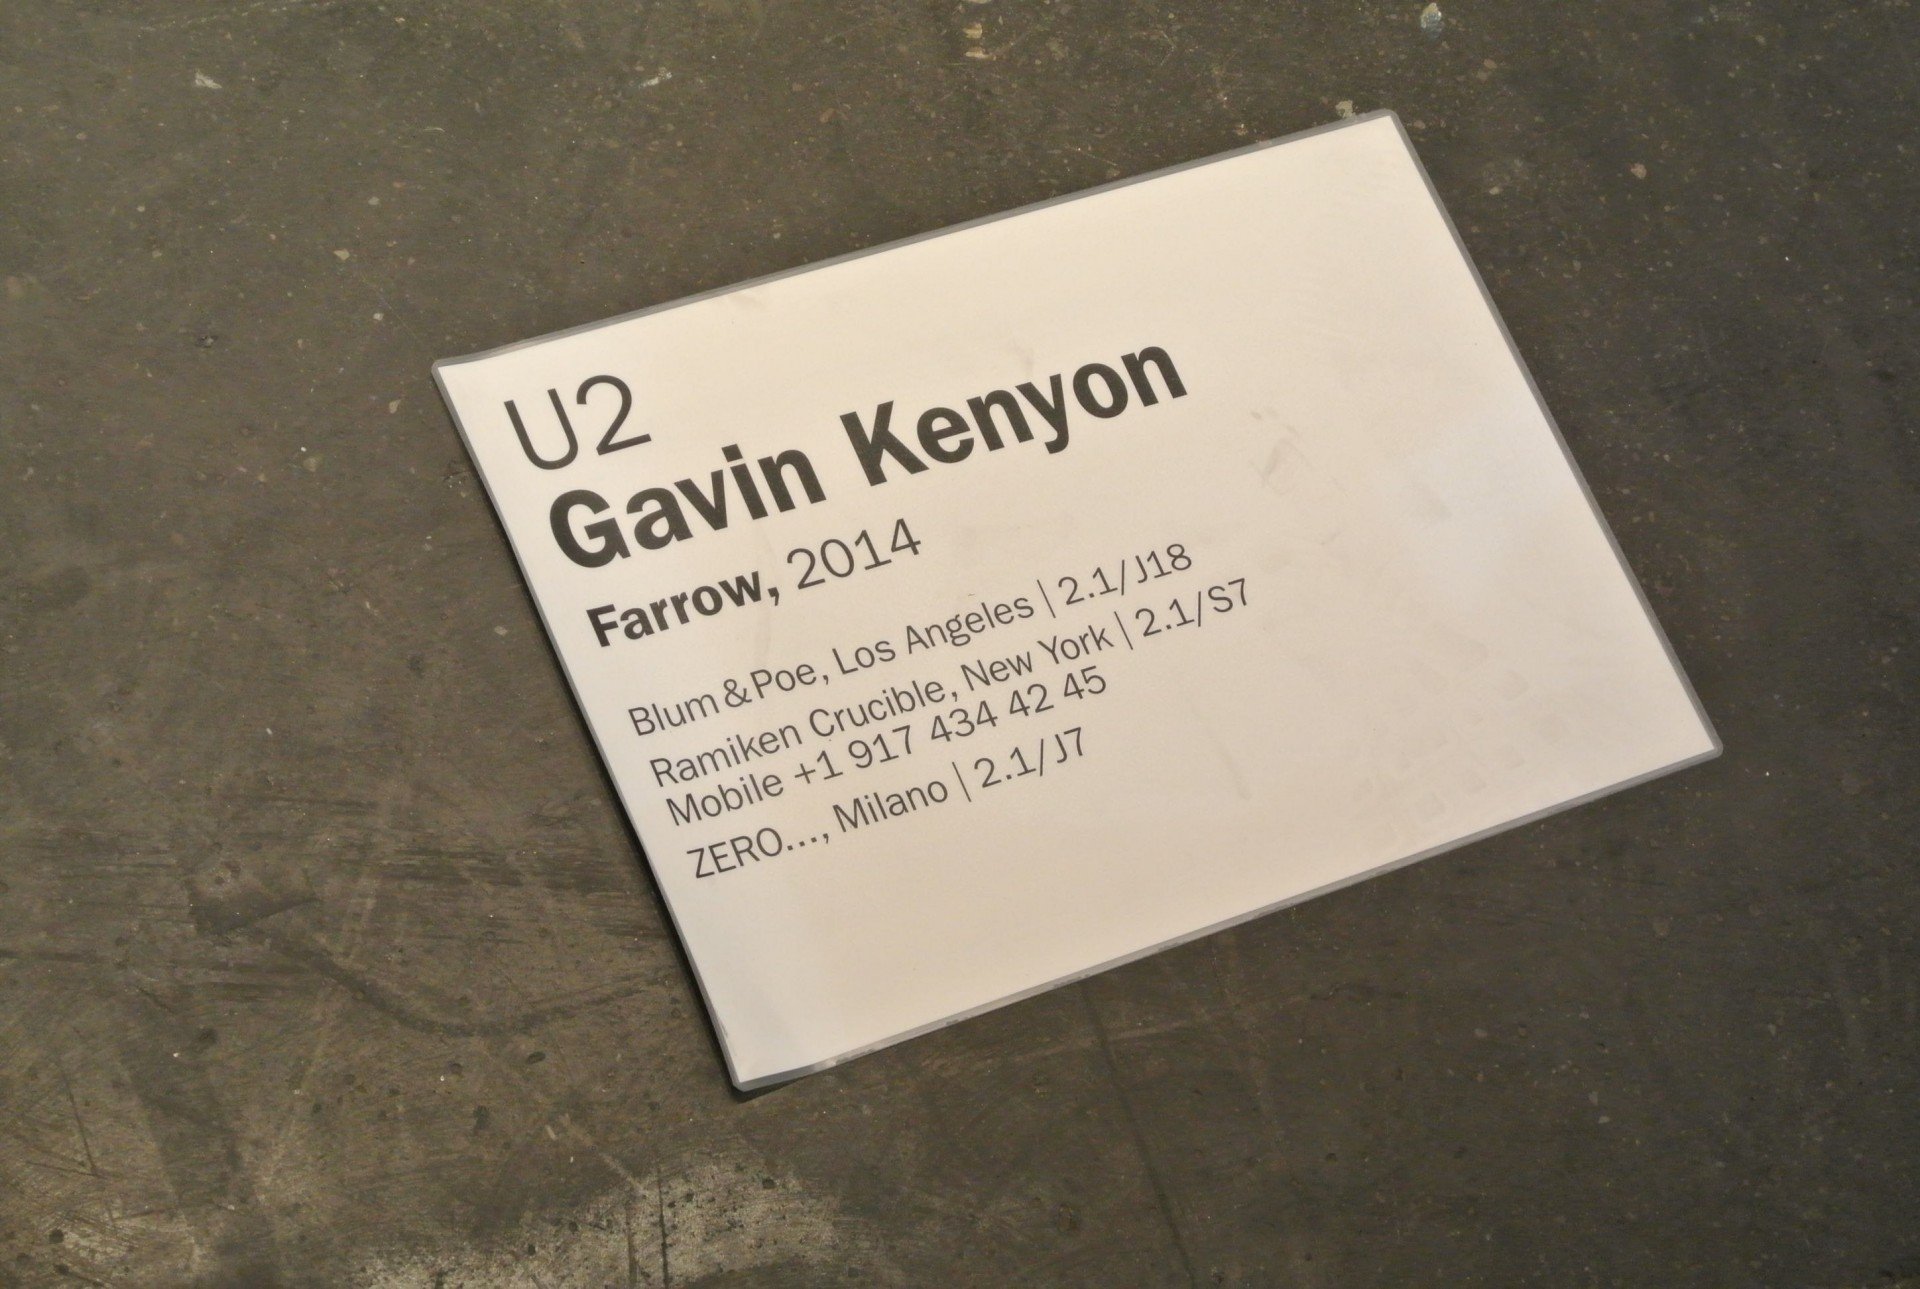 U2
Gavin Kenyon
Farrow, 2014
Blum & Poe, Los Angeles | 2.1/J18
Ramiken Crucible, New York | 2.1/S7
Mobile +1 917 434 42 45
ZERO..., Milano | 2.1/J7